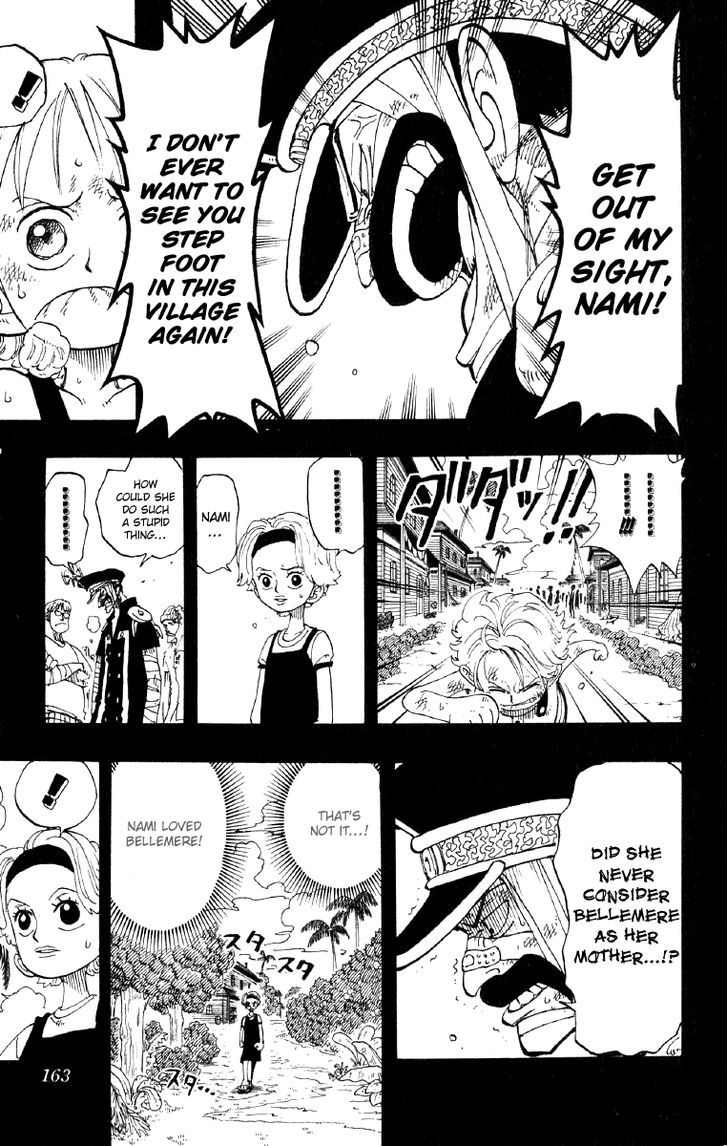 GET
OUT
OF MY
SIGHT,
NAMI!
I DON'T
EVER
WANT TO
SEE YOU
STEP
FOOT
IN THIS
VILLAGE
AGAIN!
!
!!!
ダダッ!!
NAMI
...
HOW
COULD SHE
DO SUCH
A STUPID
THING...
DID SHE
NEVER
CONSIDER
BELLEMERE
AS HER
MOTHER...!?
THAT'S
NOT IT...!
NAMI LOVED
BELLEMERE!
スタ
スタ
スタ...
!
163